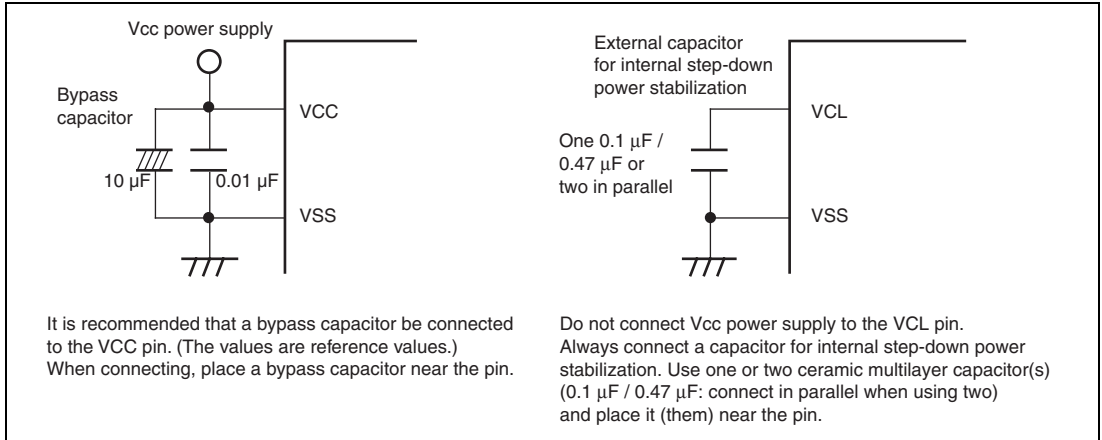 Vcc power supply
Bypass
capacitor
VCC
10 μF
0.01 μF
VSS
It is recommended that a bypass capacitor be connected
to the VCC pin. (The values are reference values.)
When connecting, place a bypass capacitor near the pin.
External capacitor
for internal step-down
power stabilization
VCL
One 0.1 μF /
0.47 μF or
two in parallel
VSS
Do not connect Vcc power supply to the VCL pin.
Always connect a capacitor for internal step-down power
stabilization. Use one or two ceramic multilayer capacitor(s)
(0.1 μF / 0.47 μF: connect in parallel when using two)
and place it (them) near the pin.